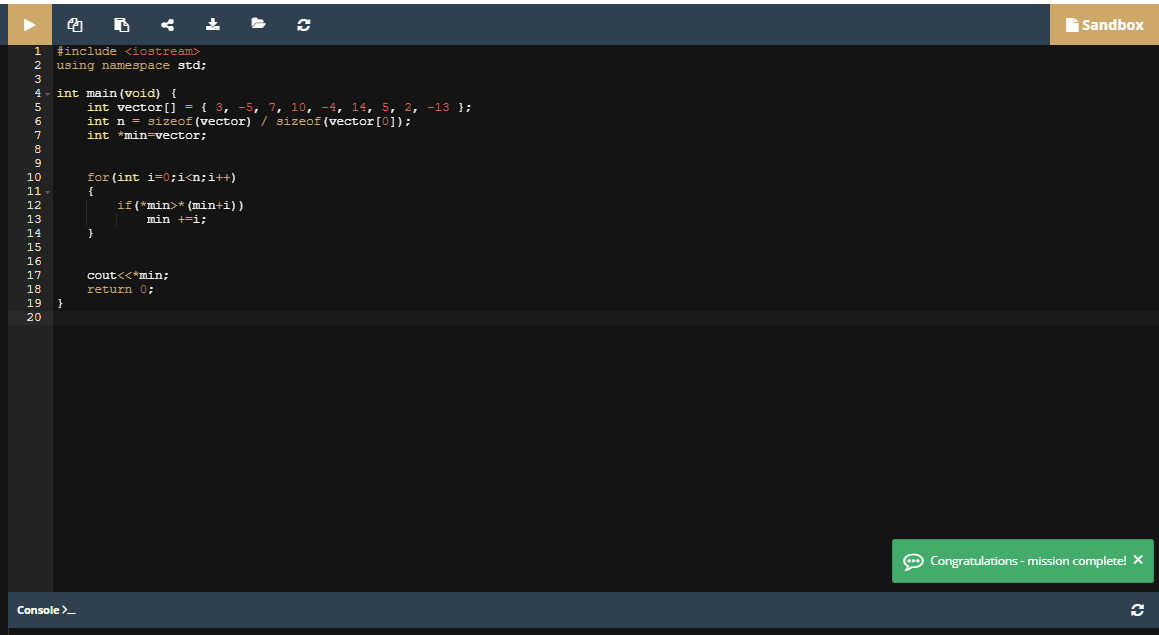 Sandbox
1 #include <iostream>
2 using namespace std;
3
4 int main(void) {
5     int vector[] = { 3, -5, 7, 10, -4, 14, 5, 2, -13 };
6     int n = sizeof(vector) / sizeof(vector[0]);
7     int *min=vector;
8
9
10     for(int i=0;i<n;i++)
11     {
12         if(*min>*(min+i))
13             min +=i;
14     }
15
16
17     cout<<*min;
18     return 0;
19 }
20
Congratulations - mission complete! ×
Console >_